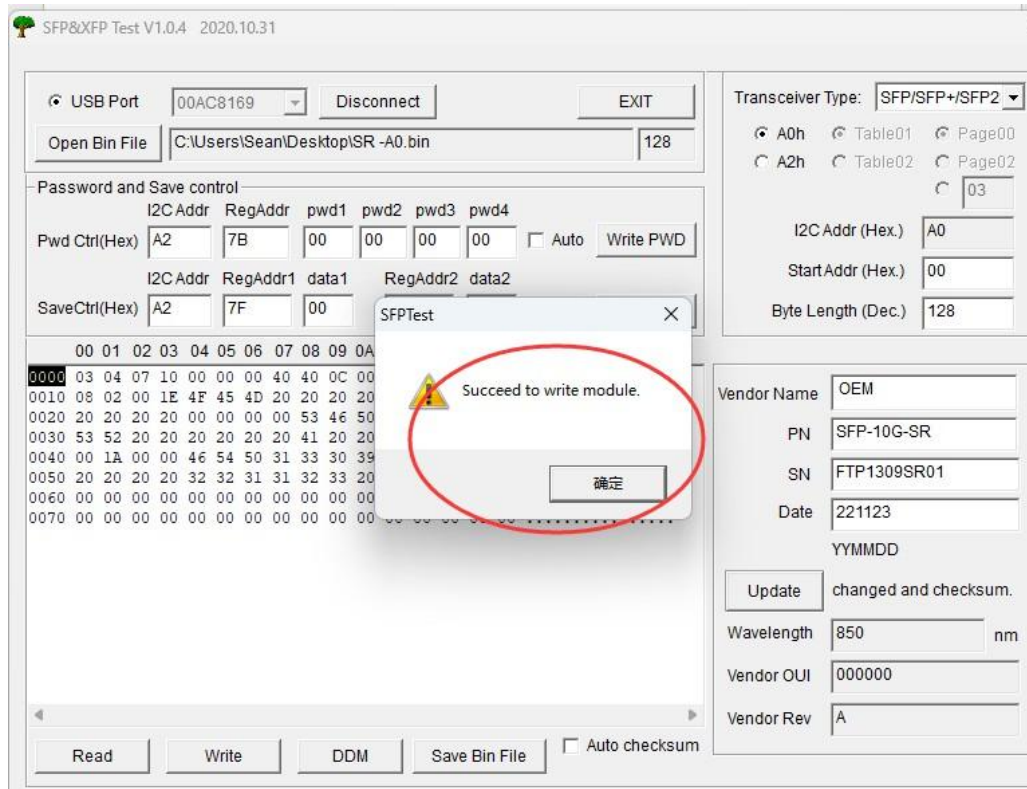 SFP&XFP Test V1.0.4 2020.10.31
USB Port 00AC8169 Disconnect EXIT
Open Bin File C:\Users\Sean\Desktop\SR -A0.bin 128
Password and Save control
I2C Addr RegAddr pwd1 pwd2 pwd3 pwd4
Pwd Ctrl(Hex) A2 7B 00 00 00 00 Auto Write PWD
I2C Addr RegAddr1 data1 RegAddr2 data2
SaveCtrl(Hex) A2 7F 00
Transceiver Type: SFP/SFP+/SFP2
A0h Table01 Page00
A2h Table02 Page02
03
I2C Addr (Hex.) A0
Start Addr (Hex.) 00
Byte Length (Dec.) 128
SFPTest
Succeed to write module.
确定
00 01 02 03 04 05 06 07 08 09 0A
0000 03 04 07 10 00 00 00 40 40 0C 00
0010 08 02 00 1E 4F 45 4D 20 20 20 20
0020 20 20 20 20 00 00 00 00 53 46 50
0030 53 52 20 20 20 20 20 20 41 20 20
0040 00 1A 00 00 46 54 50 31 33 30 39
0050 20 20 20 20 32 32 31 31 32 33 20
0060 00 00 00 00 00 00 00 00 00 00 00
0070 00 00 00 00 00 00 00 00 00 00 00 00 00 00 00 00 ................
Vendor Name OEM
PN SFP-10G-SR
SN FTP1309SR01
Date 221123
YYMMDD
Update changed and checksum.
Wavelength 850 nm
Vendor OUI 000000
Vendor Rev A
Read Write DDM Save Bin File Auto checksum